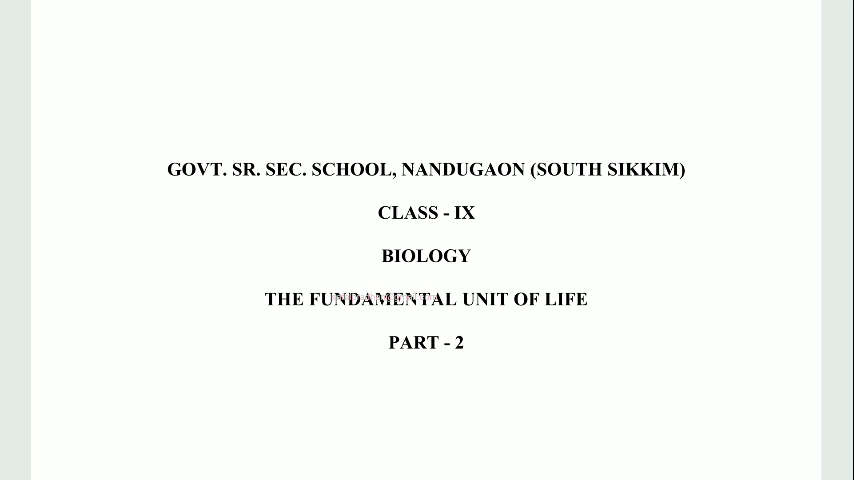 GOVT. SR. SEC. SCHOOL, NANDUGAON (SOUTH SIKKIM)
CLASS - IX
BIOLOGY
THE FUNDAMENTAL UNIT OF LIFE
PART - 2